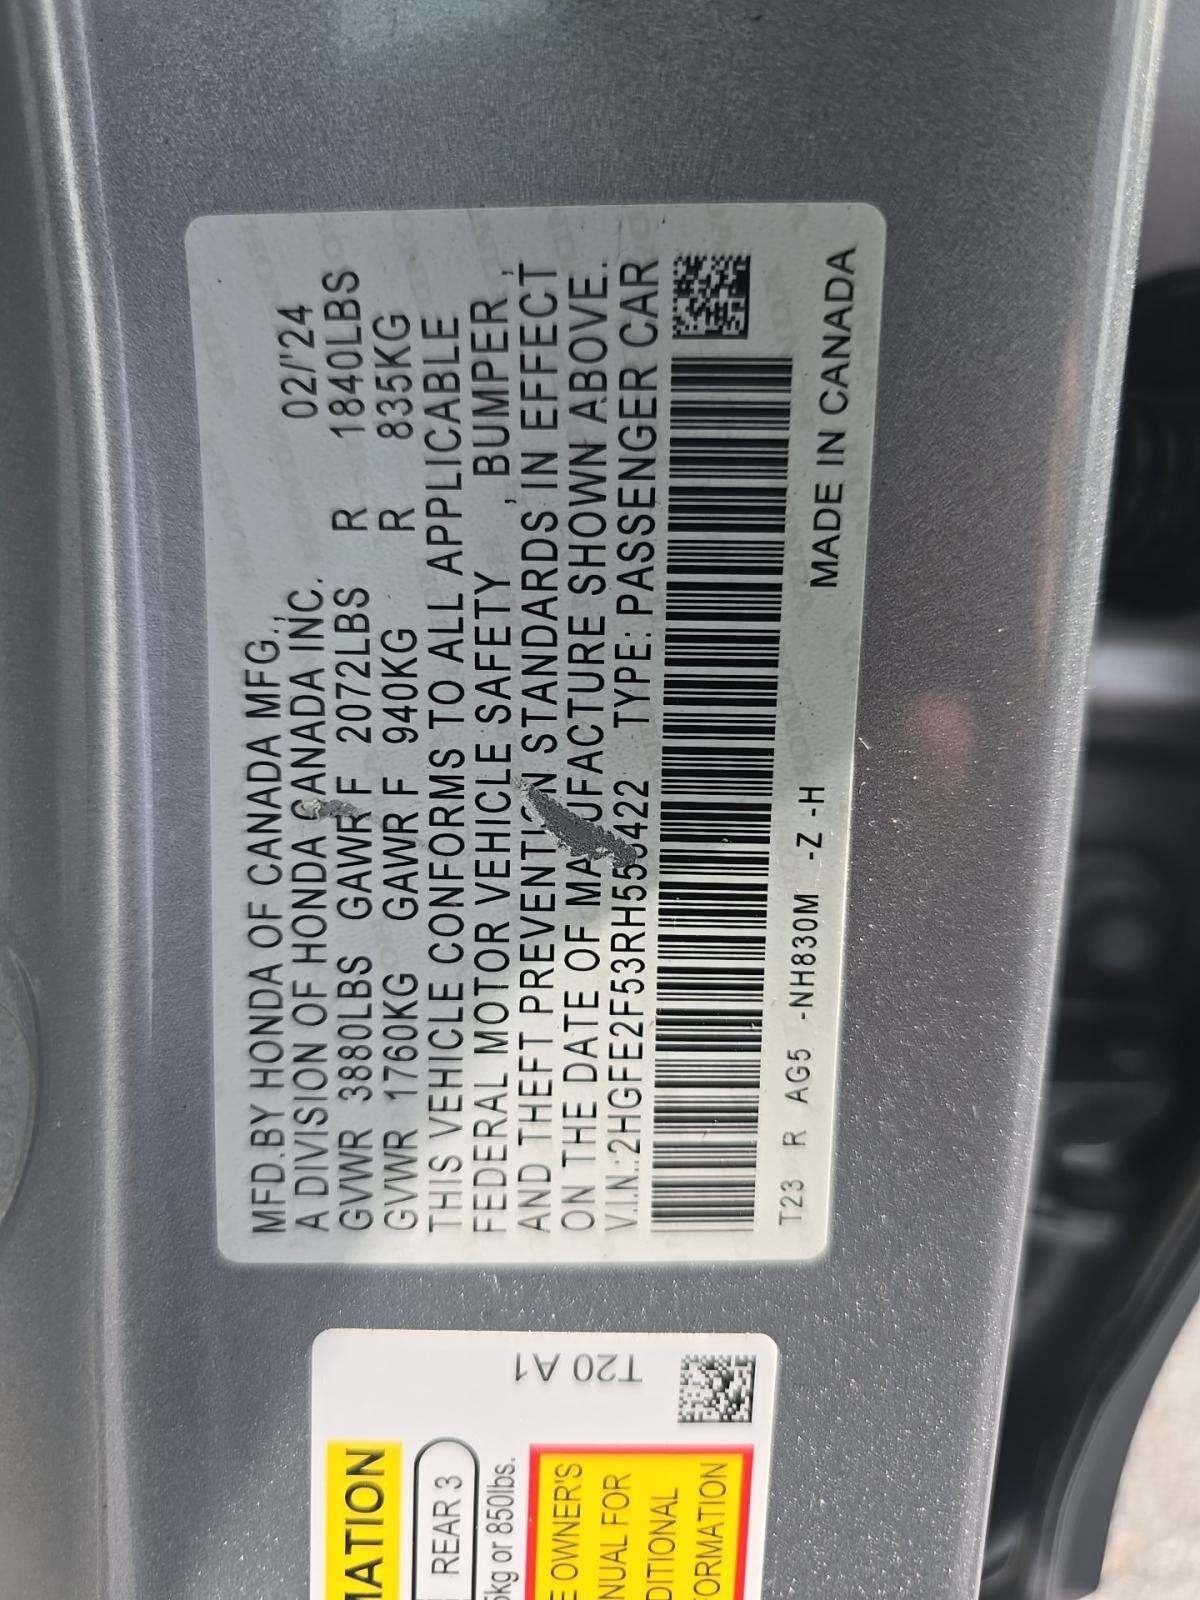 MFD.BY HONDA OF CANADA MFG.,
A DIVISION OF HONDA CANADA INC. 02/'24
GVWR 3880LBS GAWR F 2072LBS R 1840LBS
GVWR 1760KG GAWR F 940KG R 835KG
THIS VEHICLE CONFORMS TO ALL APPLICABLE
FEDERAL MOTOR VEHICLE SAFETY , BUMPER ,
AND THEFT PREVENTION STANDARDS IN EFFECT
ON THE DATE OF MANUFACTURE SHOWN ABOVE.
V.I.N.: TYPE: PASSENGER CAR
T23 R AG5 -NH830M -Z -H MADE IN CANADA
T20 A1
MATION
REAR 3
5kg or 850lbs.
E OWNER'S
NUAL FOR
DITIONAL
FORMATION